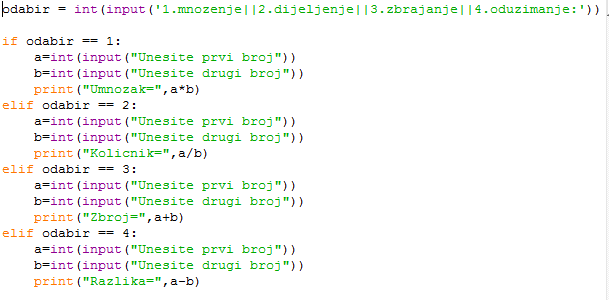 odabir = int(input('1.mnozenje||2.dijeljenje||3.zbrajanje||4.oduzimanje:'))
if odabir == 1:
    a=int(input("Unesite prvi broj"))
    b=int(input("Unesite drugi broj"))
    print("Umnozak=",a*b)
elif odabir == 2:
    a=int(input("Unesite prvi broj"))
    b=int(input("Unesite drugi broj"))
    print("Kolicnik=",a/b)
elif odabir == 3:
    a=int(input("Unesite prvi broj"))
    b=int(input("Unesite drugi broj"))
    print("Zbroj=",a+b)
elif odabir == 4:
    a=int(input("Unesite prvi broj"))
    b=int(input("Unesite drugi broj"))
    print("Razlika=",a-b)